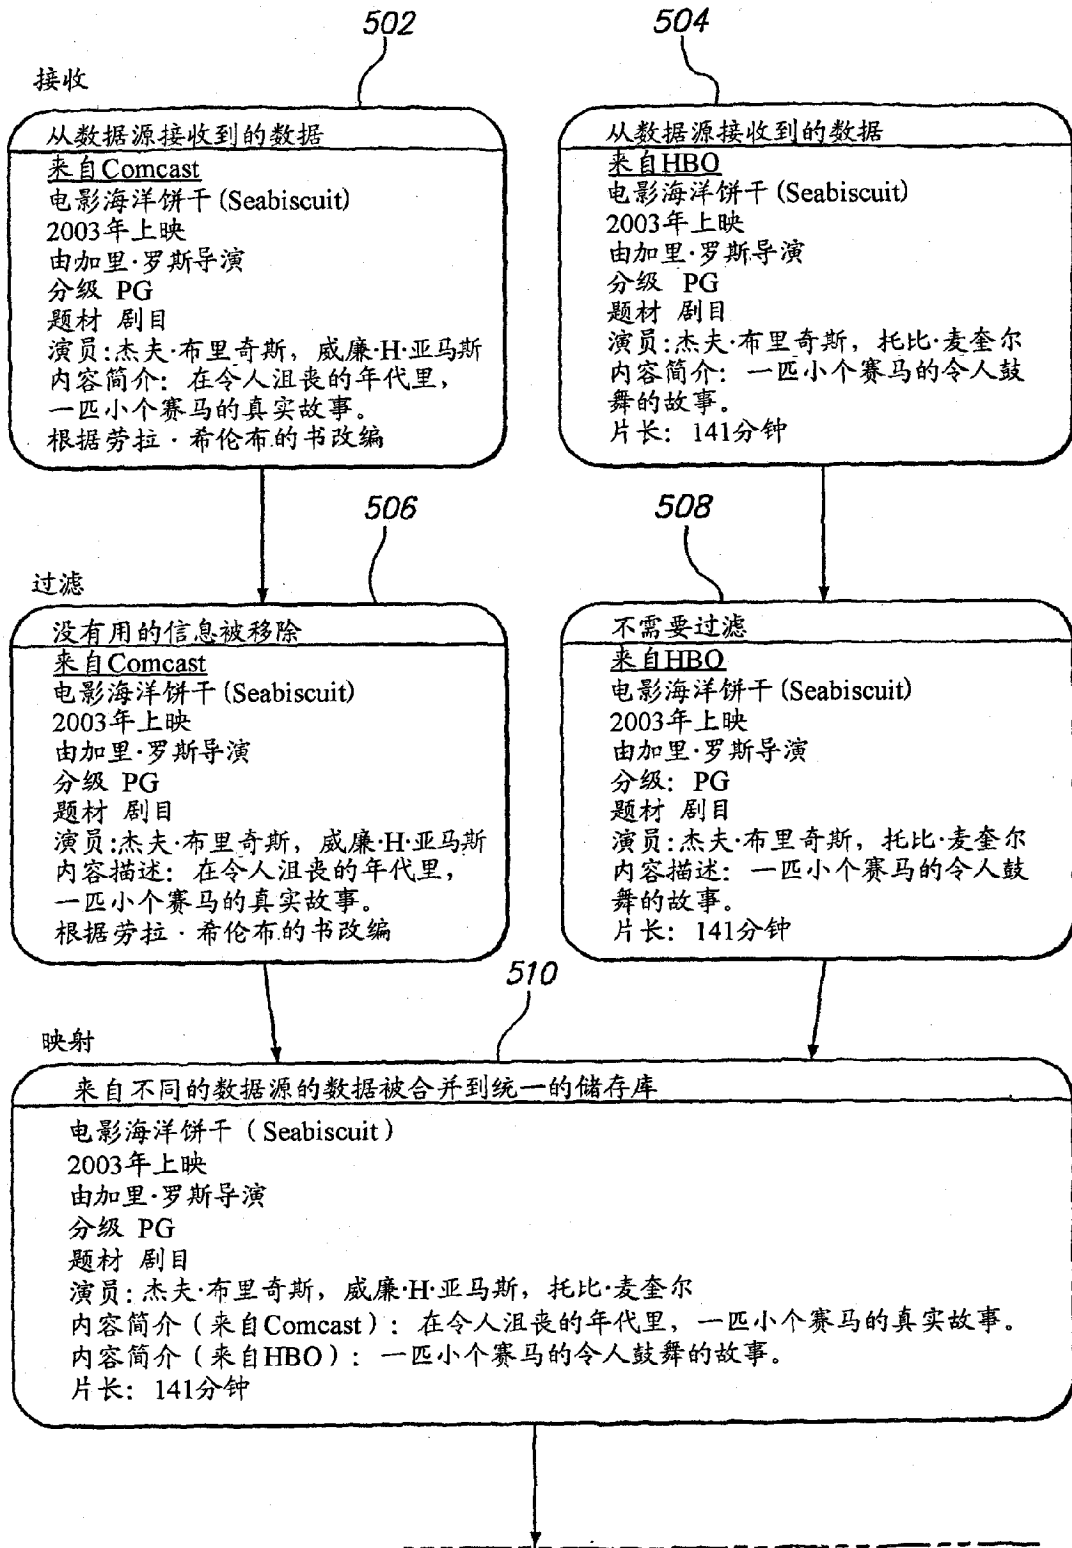 502
504
接收
从数据源接收到的数据
来自Comcast
电影海洋饼干(Seabiscuit)
2003年上映
由加里·罗斯导演
分级 PG
题材 剧目
演员:杰夫·布里奇斯，威廉·H·亚马斯
内容简介：在令人沮丧的年代里，
一匹小个赛马的真实故事。
根据劳拉·希伦布的书改编
从数据源接收到的数据
来自HBO
电影海洋饼干(Seabiscuit)
2003年上映
由加里·罗斯导演
分级 PG
题材 剧目
演员:杰夫·布里奇斯，托比·麦奎尔
内容简介：一匹小个赛马的令人鼓
舞的故事。
片长：141分钟
506
508
过滤
没有用的信息被移除
来自Comcast
电影海洋饼干(Seabiscuit)
2003年上映
由加里·罗斯导演
分级 PG
题材 剧目
演员:杰夫·布里奇斯，威廉·H·亚马斯
内容描述：在令人沮丧的年代里，
一匹小个赛马的真实故事。
根据劳拉·希伦布的书改编
不需要过滤
来自HBO
电影海洋饼干(Seabiscuit)
2003年上映
由加里·罗斯导演
分级：PG
题材 剧目
演员:杰夫·布里奇斯，托比·麦奎尔
内容描述：一匹小个赛马的令人鼓
舞的故事。
片长：141分钟
510
映射
来自不同的数据源的数据被合并到统一的储存库
电影海洋饼干（Seabiscuit）
2003年上映
由加里·罗斯导演
分级 PG
题材 剧目
演员:杰夫·布里奇斯，威廉·H·亚马斯，托比·麦奎尔
内容简介（来自Comcast）：在令人沮丧的年代里，一匹小个赛马的真实故事。
内容简介（来自HBO）：一匹小个赛马的令人鼓舞的故事。
片长：141分钟